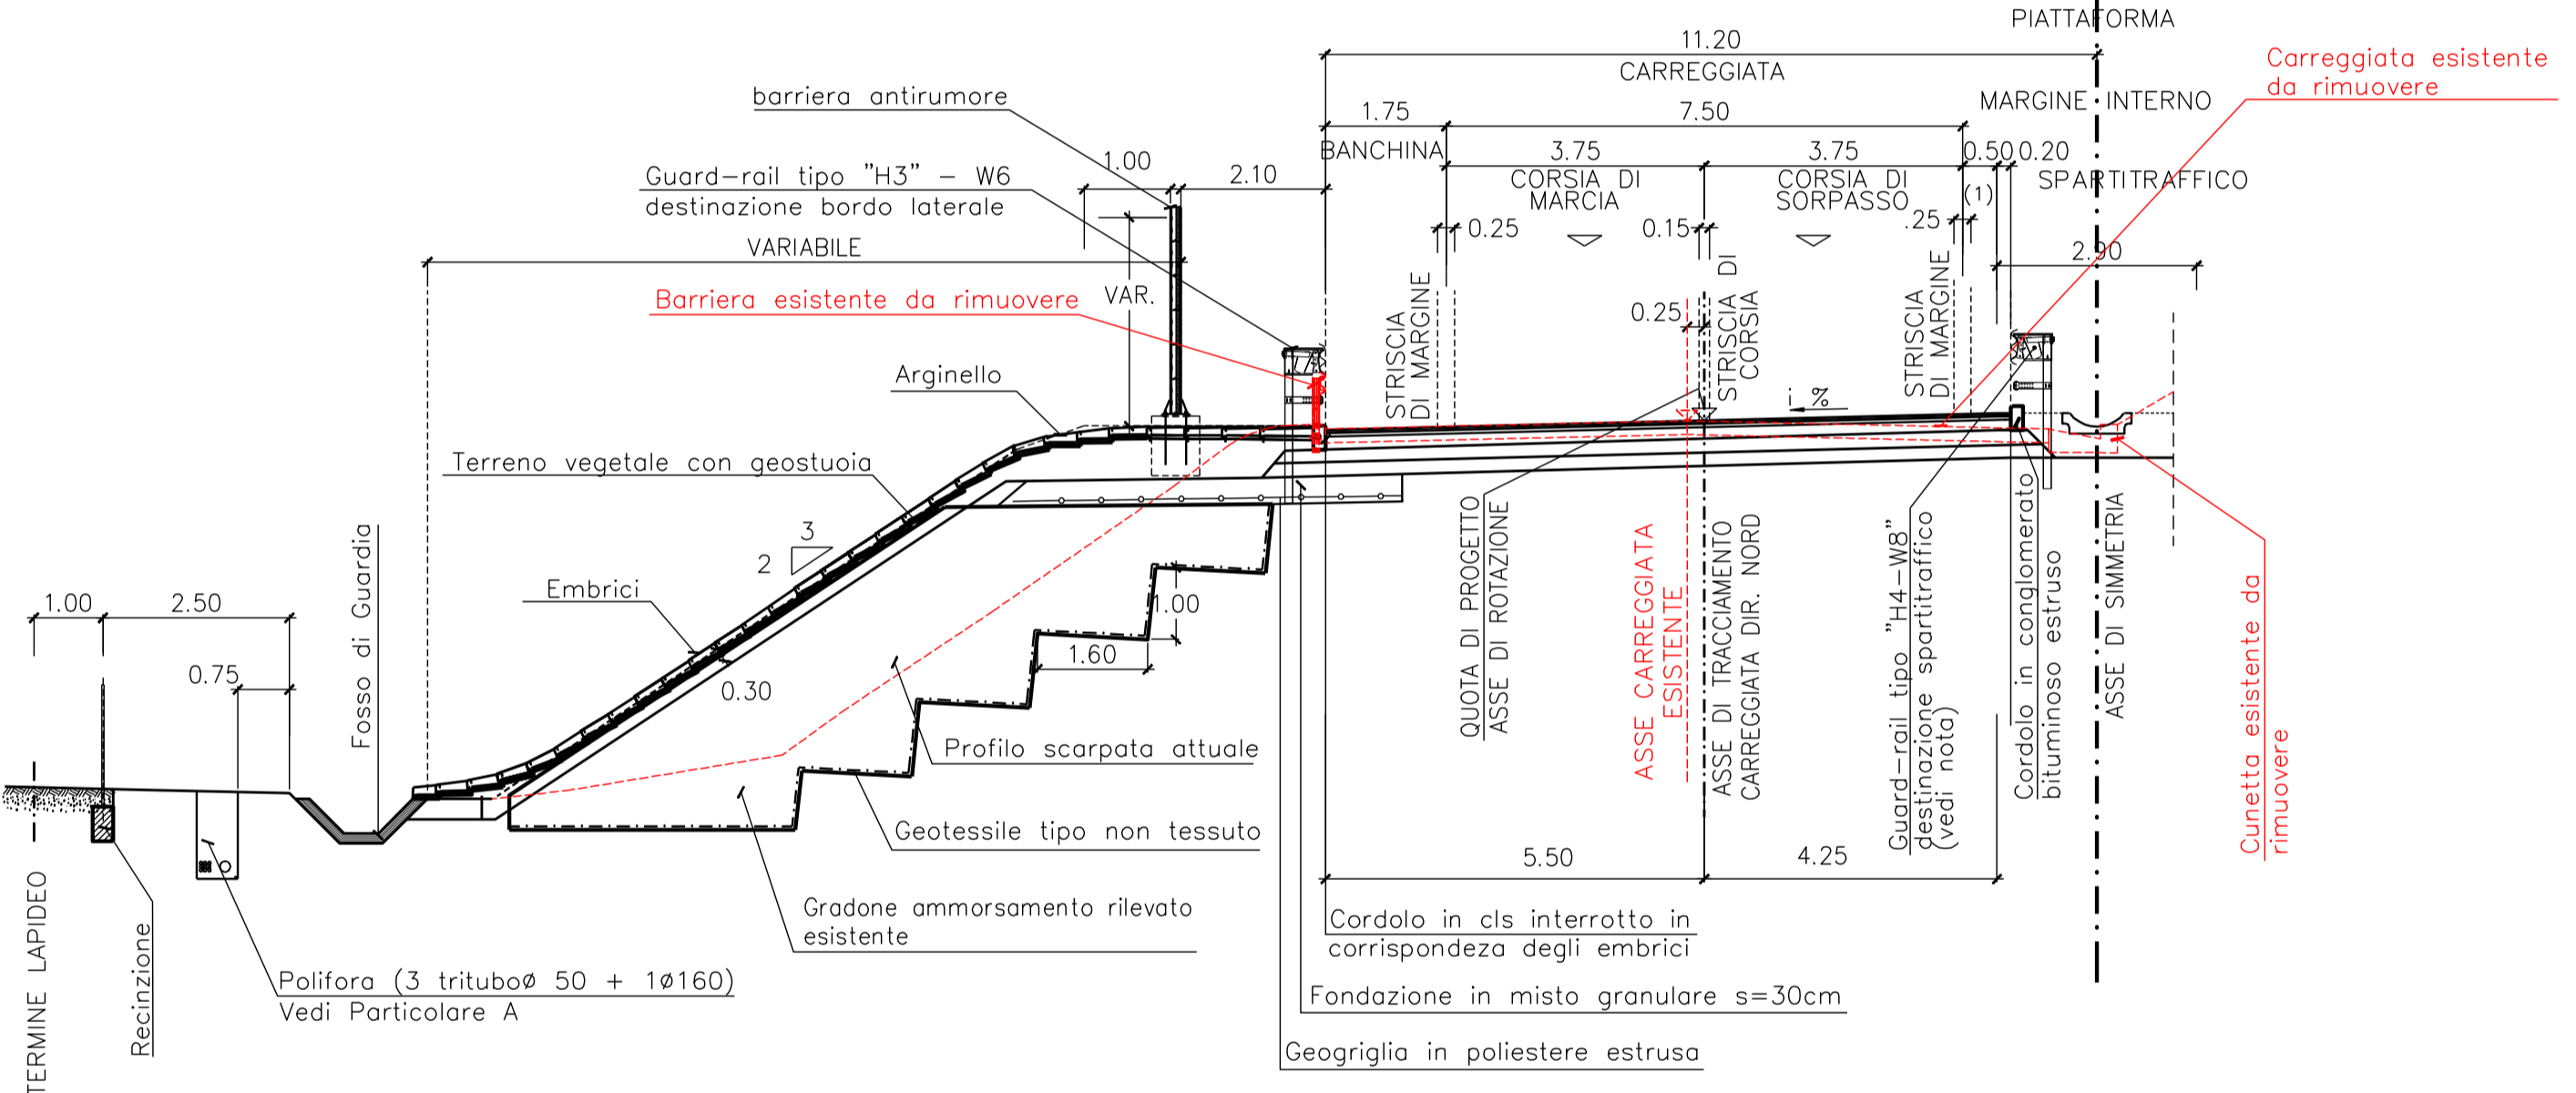 PIATTAFORMA
11.20
CARREGGIATA
Carreggiata esistente
da rimuovere
MARGINE INTERNO
barriera antirumore
1.75
7.50
BANCHINA
3.75
3.75
0.50
0.20
1.00
2.10
Guard-rail tipo "H3" - W6
destinazione bordo laterale
CORSIA DI
MARCIA
CORSIA DI
SORPASSO
(1)
SPARTITRAFFICO
0.25
0.15
.25
VARIABILE
2.90
Barriera esistente da rimuovere
VAR.
STRISCIA
DI MARGINE
0.25
STRISCIA DI
CORSIA
STRISCIA
DI MARGINE
Arginello
i %
Terreno vegetale con geostuoia
3
2
Embrici
1.00
2.50
0.75
Fosso di Guardia
1.00
1.60
0.30
Profilo scarpata attuale
QUOTA DI PROGETTO
ASSE DI ROTAZIONE
ASSE CARREGGIATA
ESISTENTE
ASSE DI TRACCIAMENTO
CARREGGIATA DIR. NORD
Guard-rail tipo "H4-W8"
destinazione spartitraffico
(vedi nota)
Cordolo in conglomerato
bituminoso estruso
ASSE DI SIMMETRIA
Cunetta esistente da
rimuovere
Geotessile tipo non tessuto
5.50
4.25
Gradone ammorsamento rilevato
esistente
Cordolo in cls interrotto in
corrispondeza degli embrici
TERMINE LAPIDEO
Recinzione
Polifora (3 trituboø 50 + 1ø160)
Vedi Particolare A
Fondazione in misto granulare s=30cm
Geogriglia in poliestere estrusa